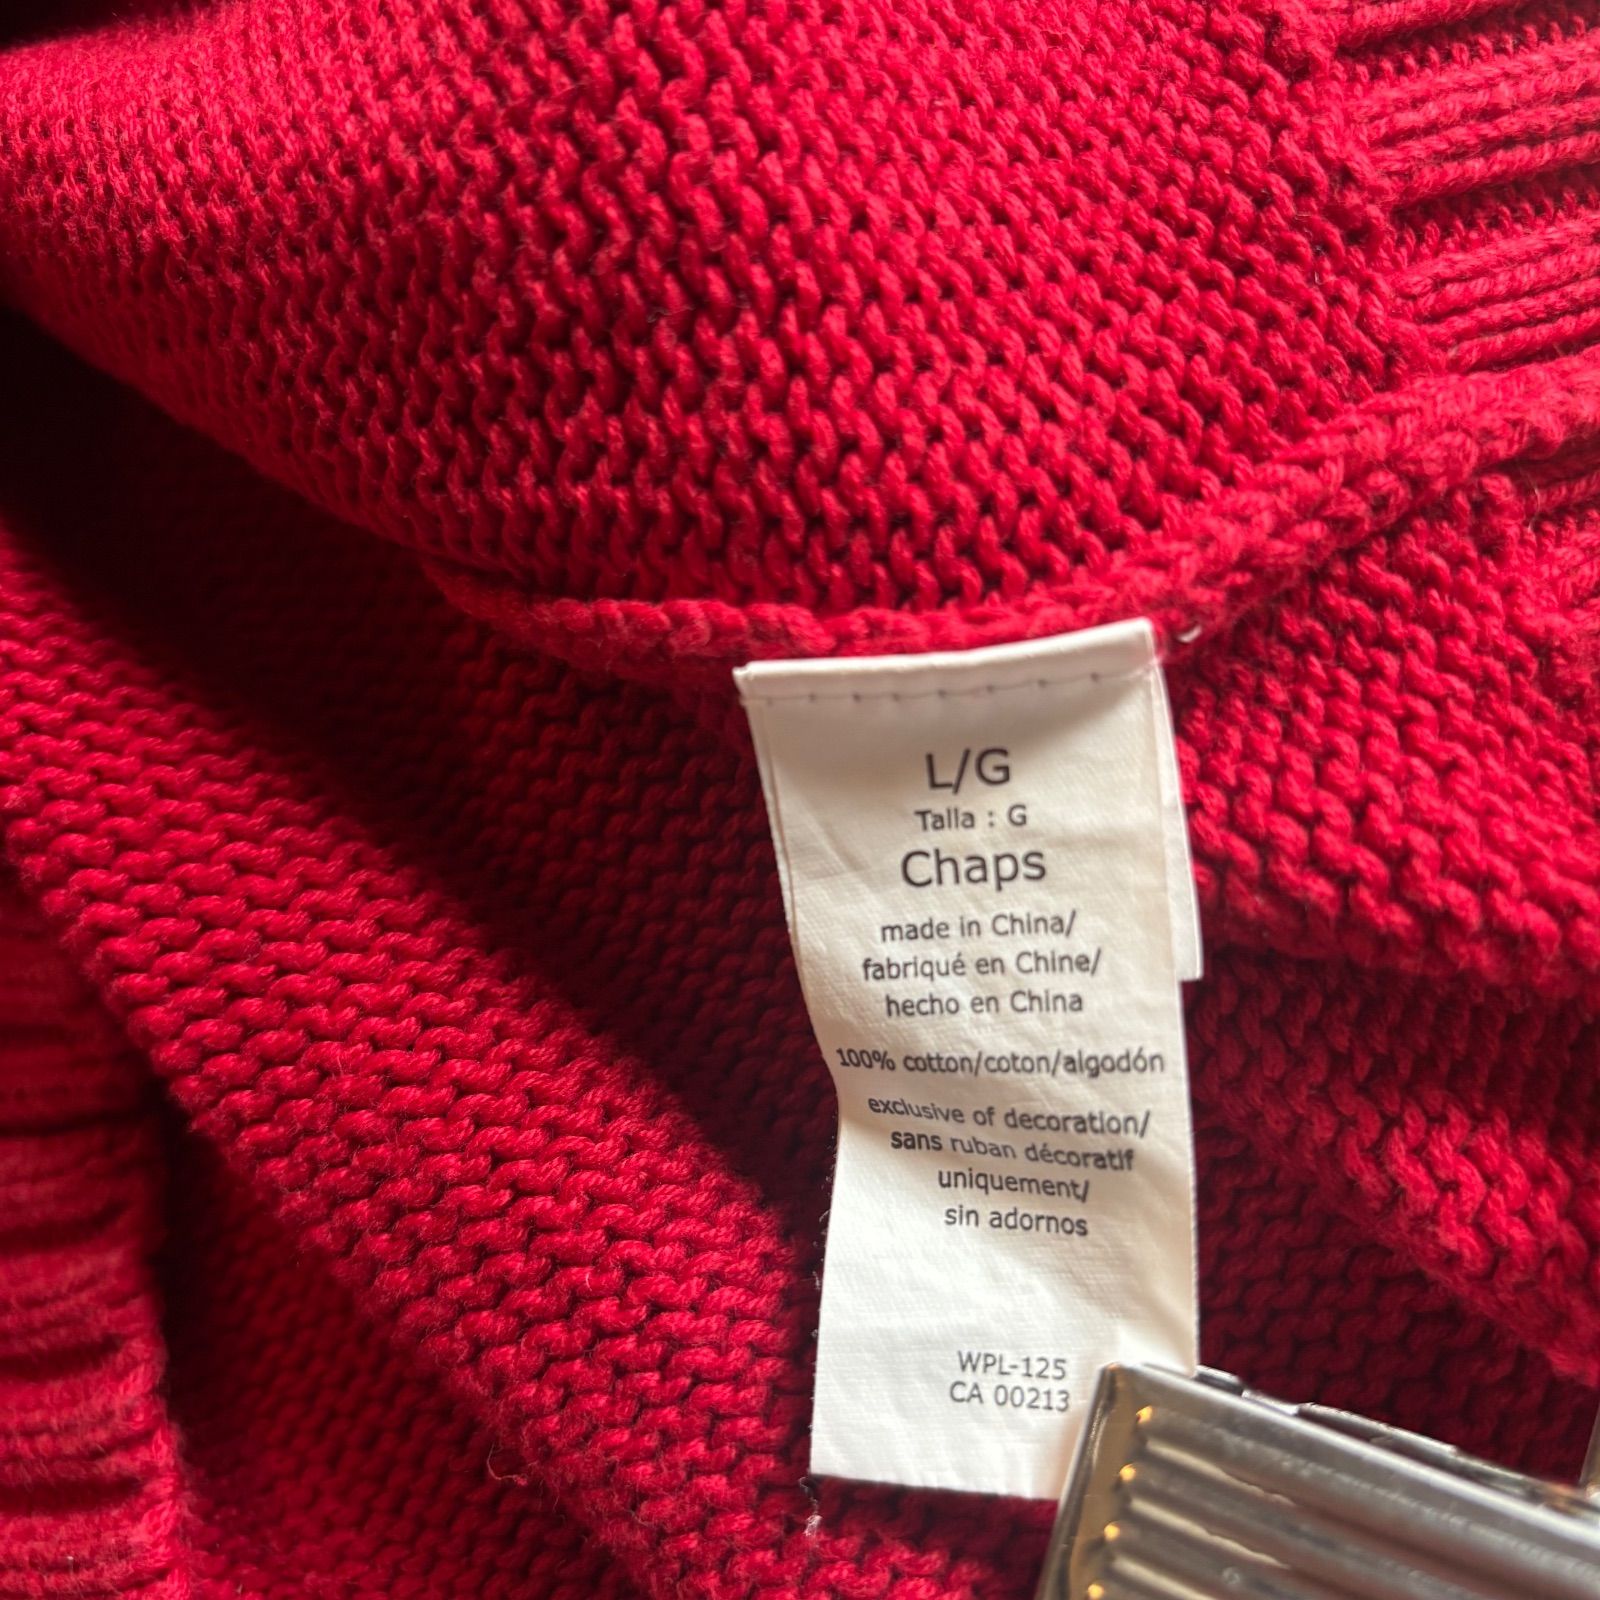 L/G
Talla : G
Chaps
made in China/
fabriqué en Chine/
hecho en China
100% cotton/coton/algodón
exclusive of decoration/
sans ruban décoratif
uniquement/
sin adornos
WPL-125
CA 00213